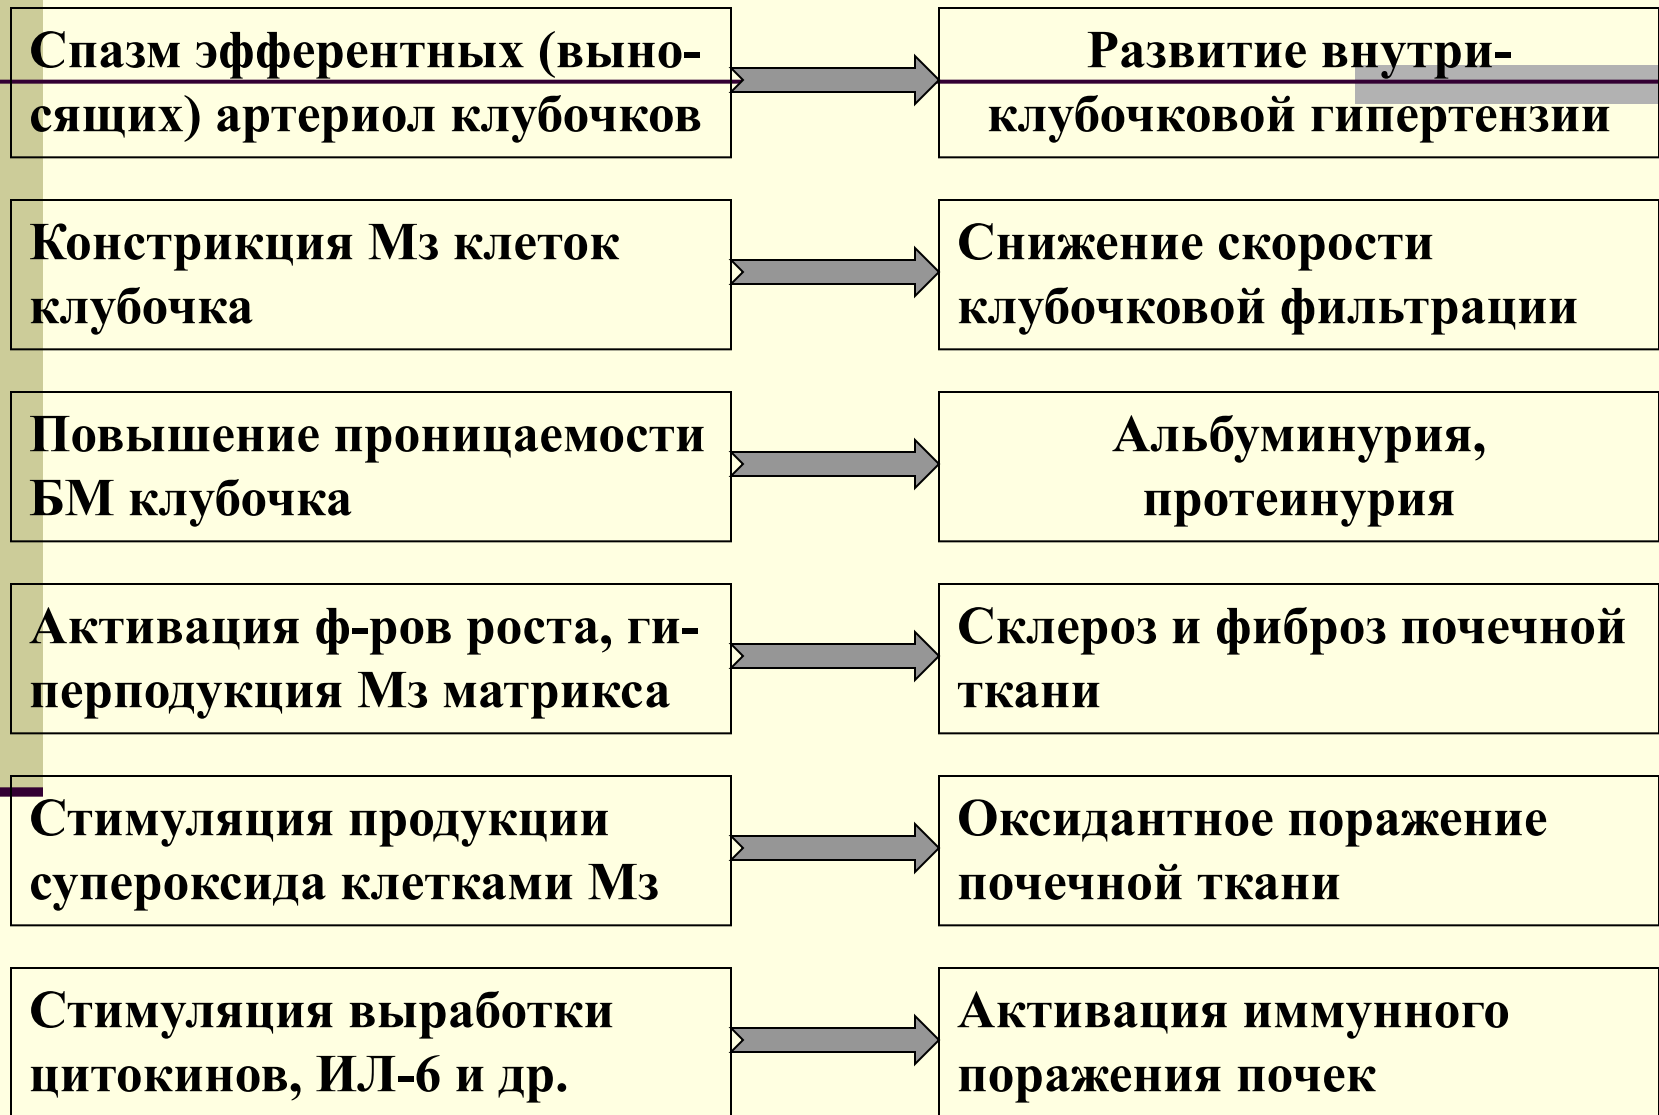 Спазм эфферентных (выно-
сящих) артериол клубочков
Развитие внутри-
клубочковой гипертензии
Констрикция Мз клеток
клубочка
Снижение скорости
клубочковой фильтрации
Повышение проницаемости
БМ клубочка
Альбуминурия,
протеинурия
Активация ф-ров роста, ги-
перподукция Мз матрикса
Склероз и фиброз почечной
ткани
Стимуляция продукции
супероксида клетками Мз
Оксидантное поражение
почечной ткани
Стимуляция выработки
цитокинов, ИЛ-6 и др.
Активация иммунного
поражения почек